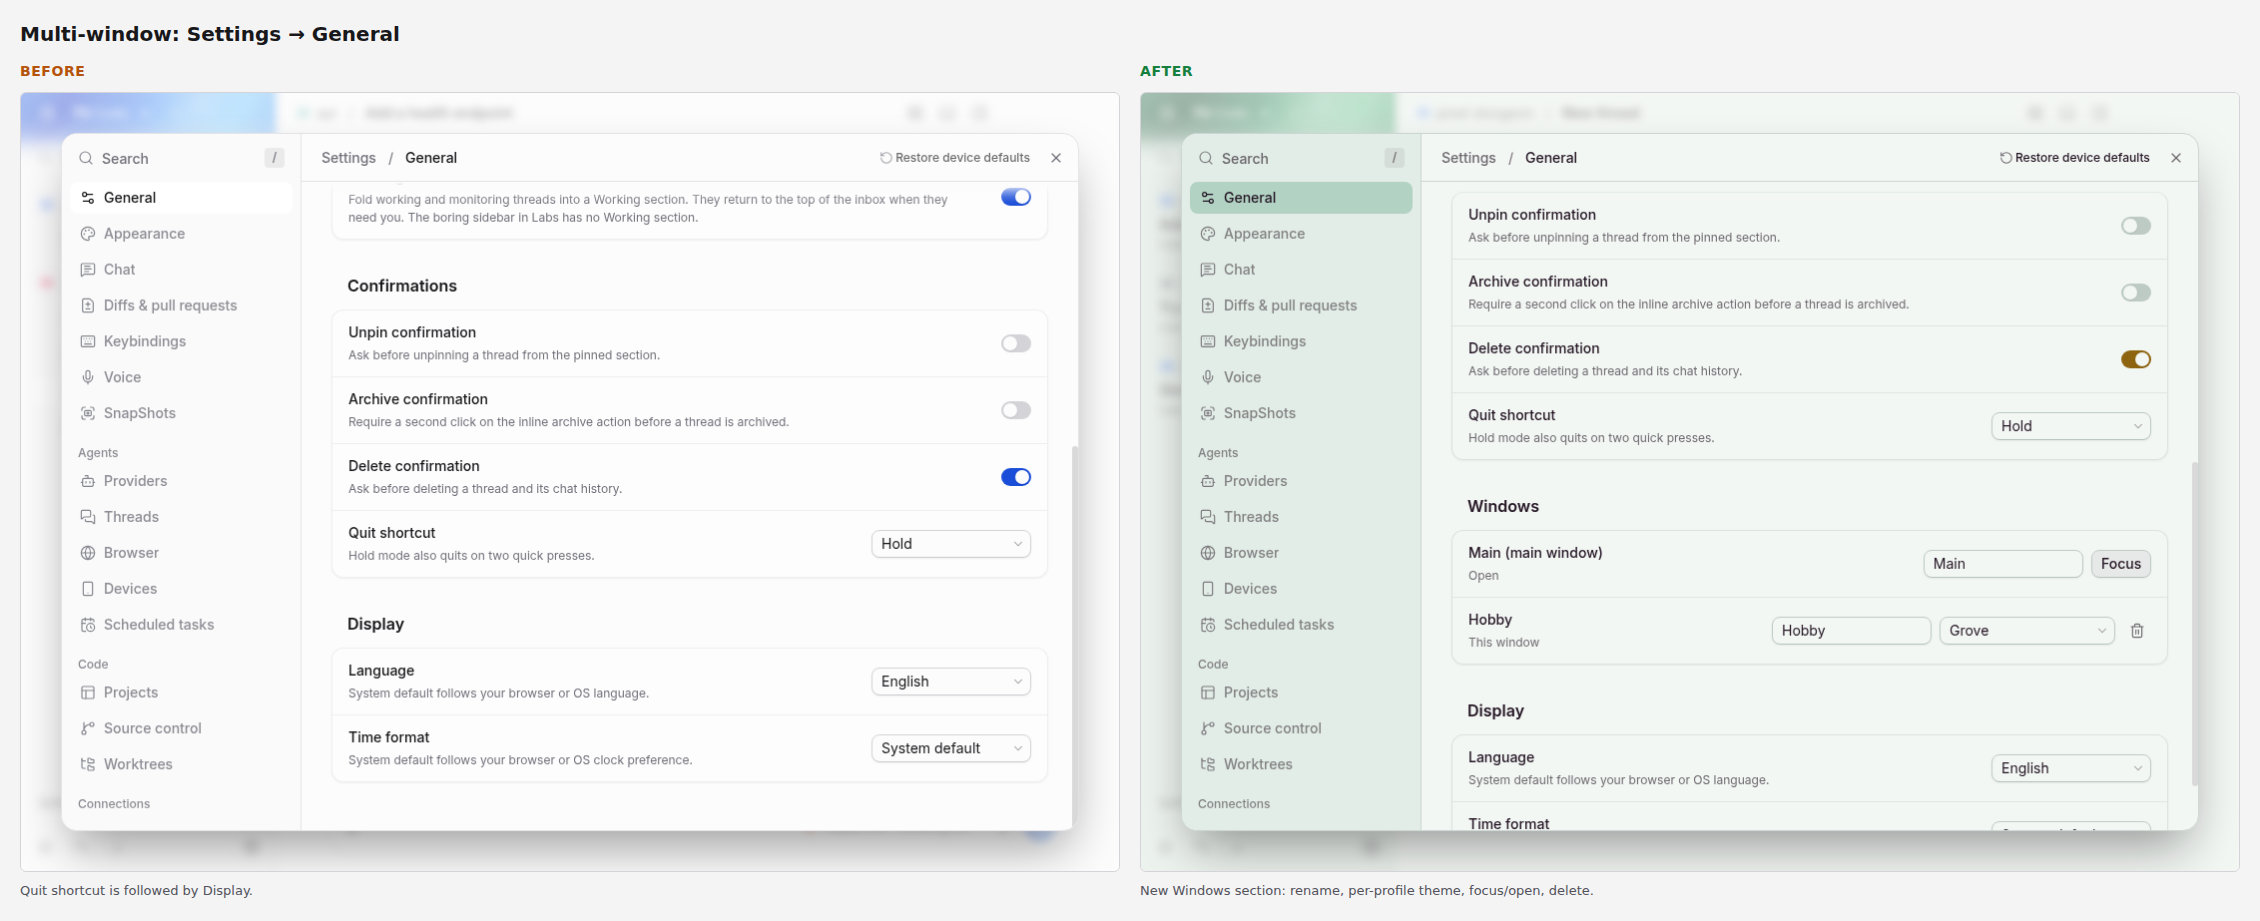 Multi-window: Settings → General
BEFORE
Search
/
General
Appearance
Chat
Diffs & pull requests
Keybindings
Voice
SnapShots
Agents
Providers
Threads
Browser
Devices
Scheduled tasks
Code
Projects
Source control
Worktrees
Connections
Settings / General
Restore device defaults
Fold working and monitoring threads into a Working section. They return to the top of the inbox when they
need you. The boring sidebar in Labs has no Working section.
Confirmations
Unpin confirmation
Ask before unpinning a thread from the pinned section.
Archive confirmation
Require a second click on the inline archive action before a thread is archived.
Delete confirmation
Ask before deleting a thread and its chat history.
Quit shortcut
Hold mode also quits on two quick presses.
Hold
Display
Language
System default follows your browser or OS language.
English
Time format
System default follows your browser or OS clock preference.
System default
Quit shortcut is followed by Display.
AFTER
Search
/
General
Appearance
Chat
Diffs & pull requests
Keybindings
Voice
SnapShots
Agents
Providers
Threads
Browser
Devices
Scheduled tasks
Code
Projects
Source control
Worktrees
Connections
Settings / General
Restore device defaults
Unpin confirmation
Ask before unpinning a thread from the pinned section.
Archive confirmation
Require a second click on the inline archive action before a thread is archived.
Delete confirmation
Ask before deleting a thread and its chat history.
Quit shortcut
Hold mode also quits on two quick presses.
Hold
Windows
Main (main window)
Open
Main
Focus
Hobby
This window
Hobby
Grove
Display
Language
System default follows your browser or OS language.
English
Time format
New Windows section: rename, per-profile theme, focus/open, delete.